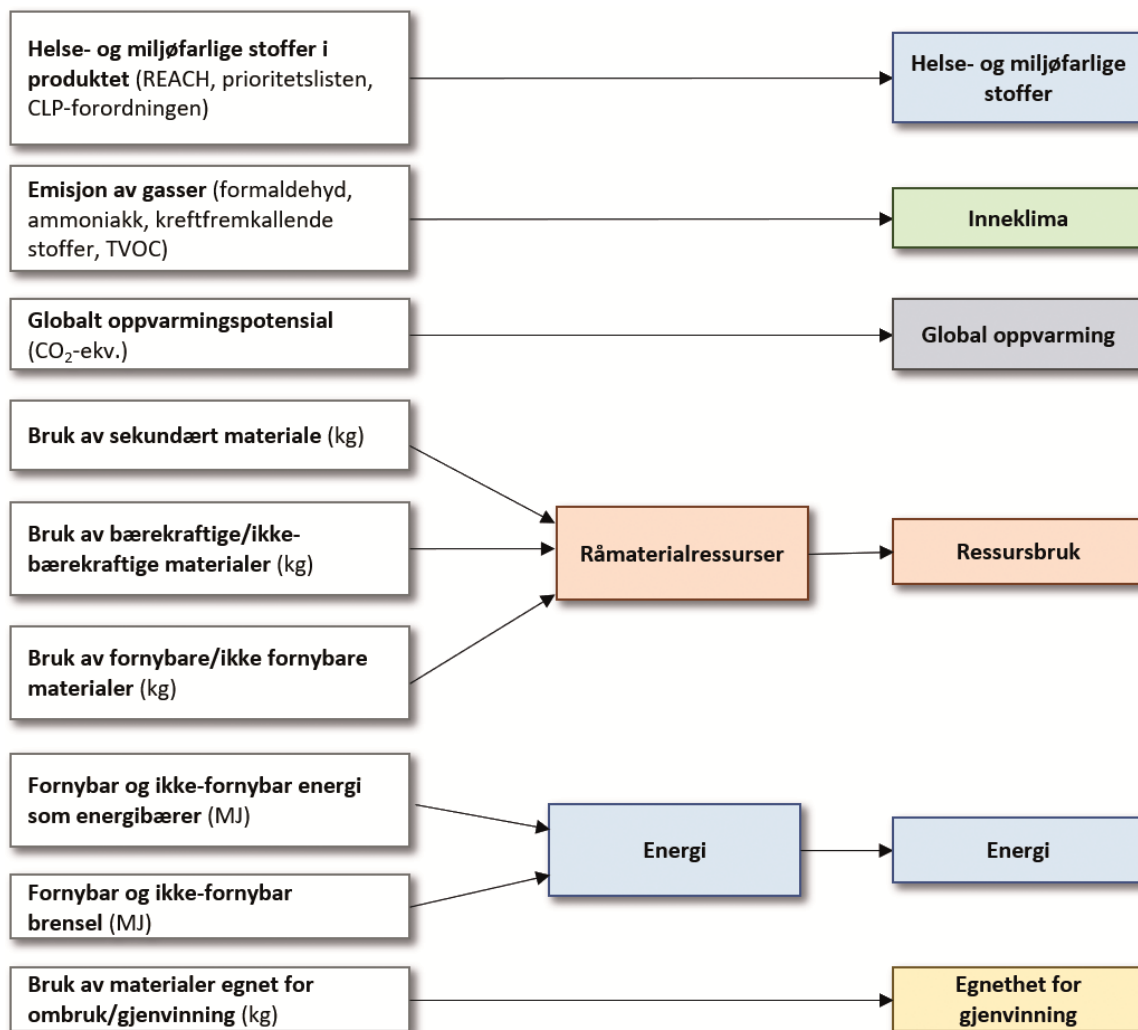 Helse- og miljøfarlige stoffer i
produktet (REACH, prioritetslisten,
CLP-forordningen)
Helse- og miljøfarlige
stoffer
Emisjon av gasser (formaldehyd,
ammoniakk, kreftfremkallende
stoffer, TVOC)
Inneklima
Globalt oppvarmingspotensial
(CO₂-ekv.)
Global oppvarming
Bruk av sekundært materiale (kg)
Bruk av bærekraftige/ikke-
bærekraftige materialer (kg)
Bruk av fornybare/ikke fornybare
materialer (kg)
Råmaterialressurser
Ressursbruk
Fornybar og ikke-fornybar energi
som energibærer (MJ)
Fornybar og ikke-fornybar
brensel (MJ)
Energi
Energi
Bruk av materialer egnet for
ombruk/gjenvinning (kg)
Egnethet for
gjenvinning